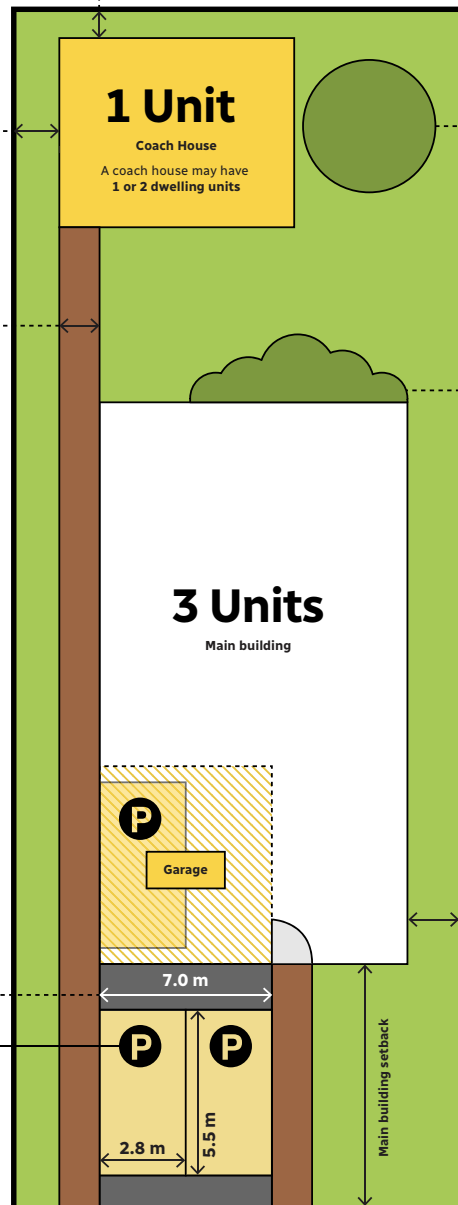 1 Unit
Coach House
A coach house may have
1 or 2 dwelling units
3 Units
Main building
P
Garage
7.0 m
P
P
2.8 m
5.5 m
Main building setback